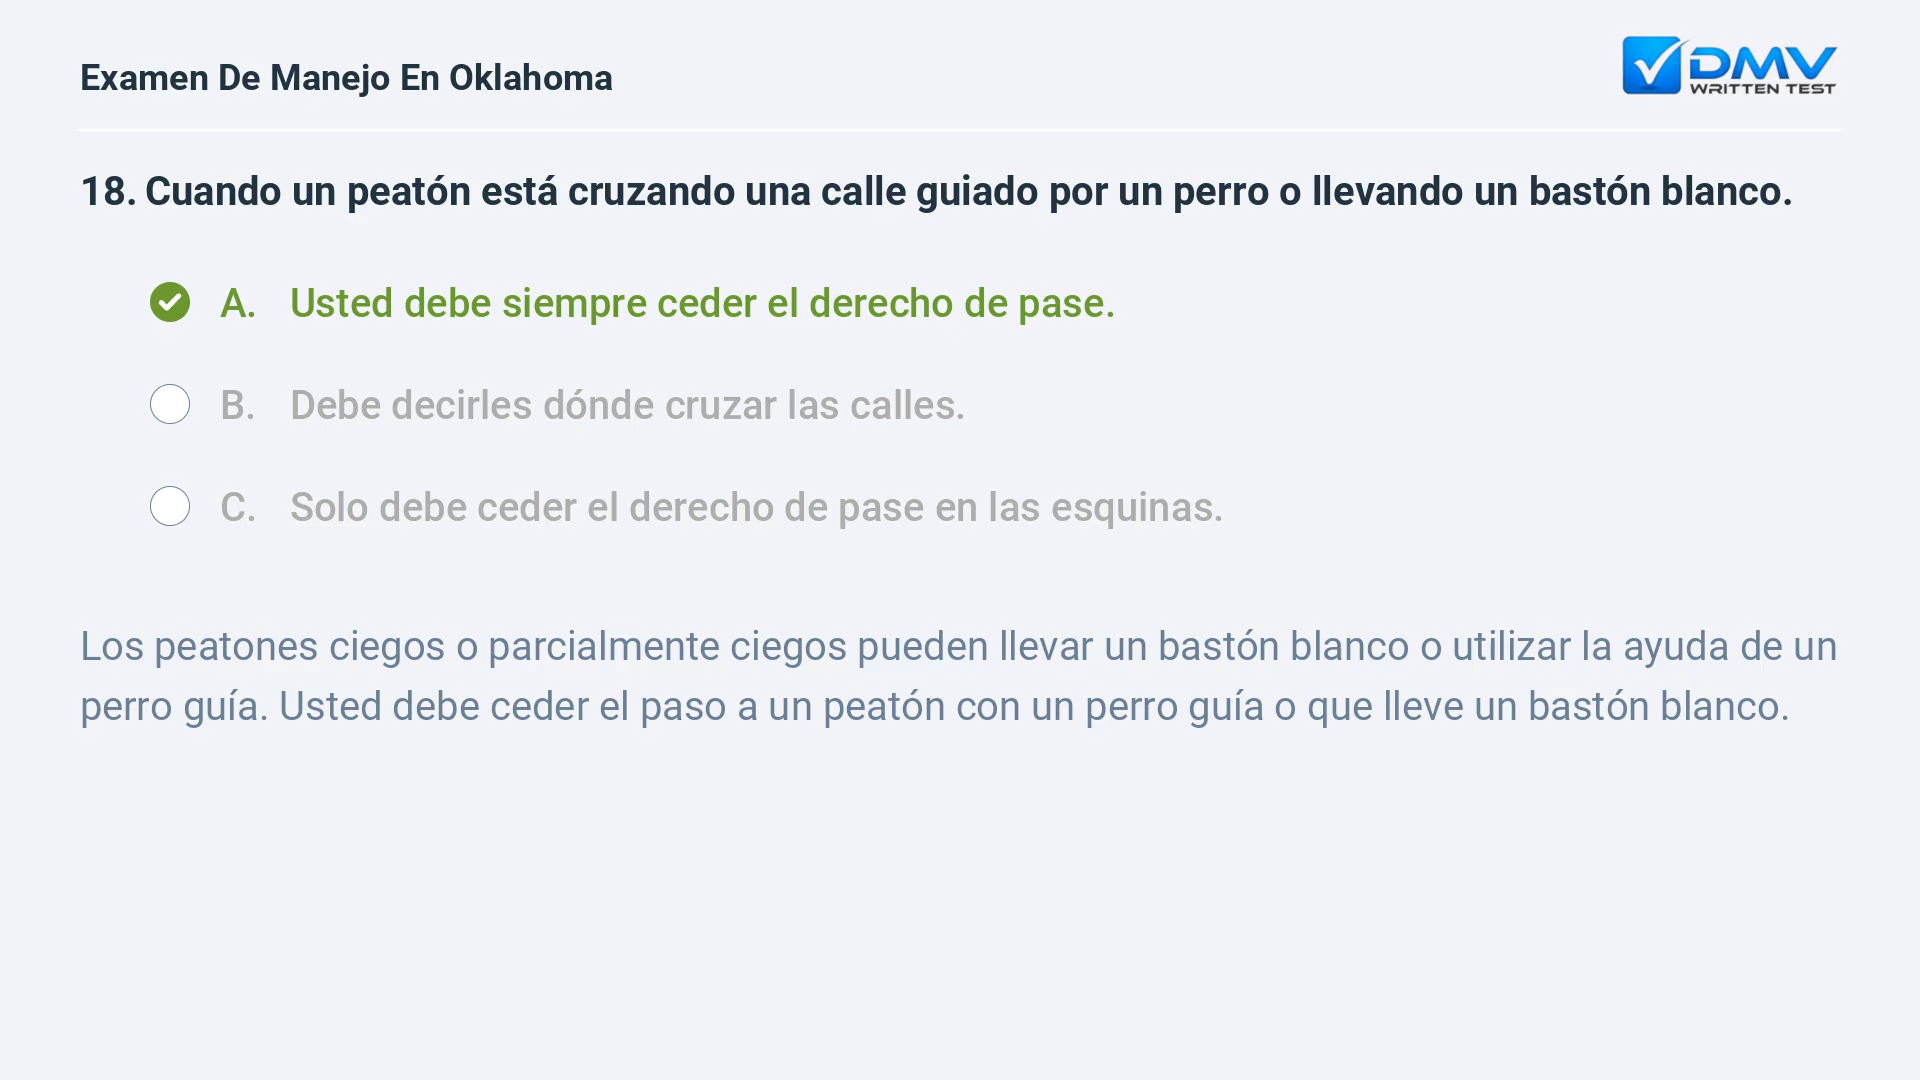 Examen De Manejo En Oklahoma
DMV
WRITTEN TEST
18. Cuando un peatón está cruzando una calle guiado por un perro o llevando un bastón blanco.
A. Usted debe siempre ceder el derecho de pase.
B. Debe decirles dónde cruzar las calles.
C. Solo debe ceder el derecho de pase en las esquinas.
Los peatones ciegos o parcialmente ciegos pueden llevar un bastón blanco o utilizar la ayuda de un
perro guía. Usted debe ceder el paso a un peatón con un perro guía o que lleve un bastón blanco.